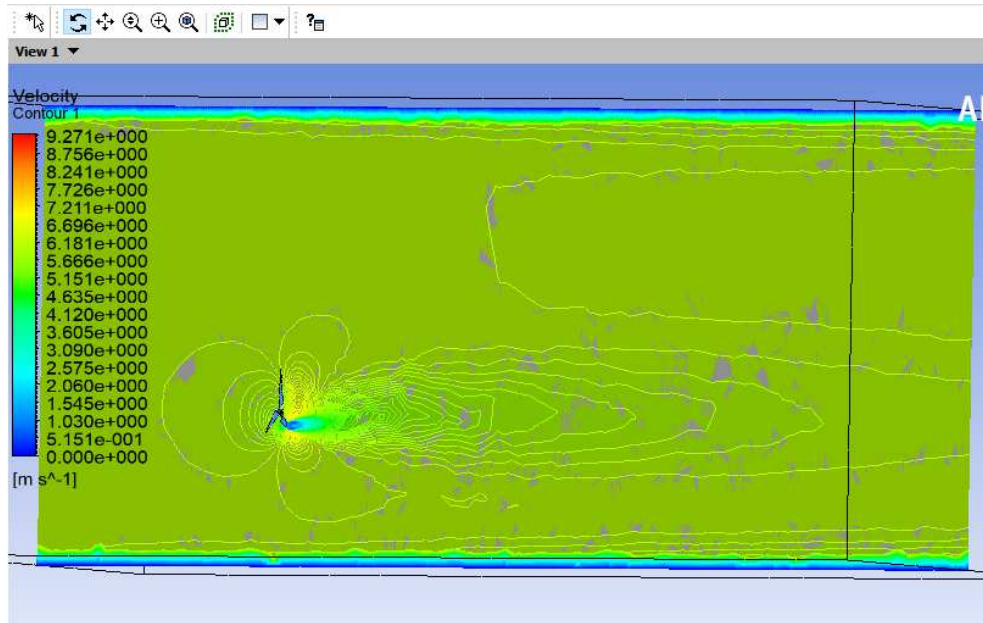 View 1
Velocity
Contour 1
9.271e+000
8.756e+000
8.241e+000
7.726e+000
7.211e+000
6.696e+000
6.181e+000
5.666e+000
5.151e+000
4.635e+000
4.120e+000
3.605e+000
3.090e+000
2.575e+000
2.060e+000
1.545e+000
1.030e+000
5.151e-001
0.000e+000
[m s^-1]